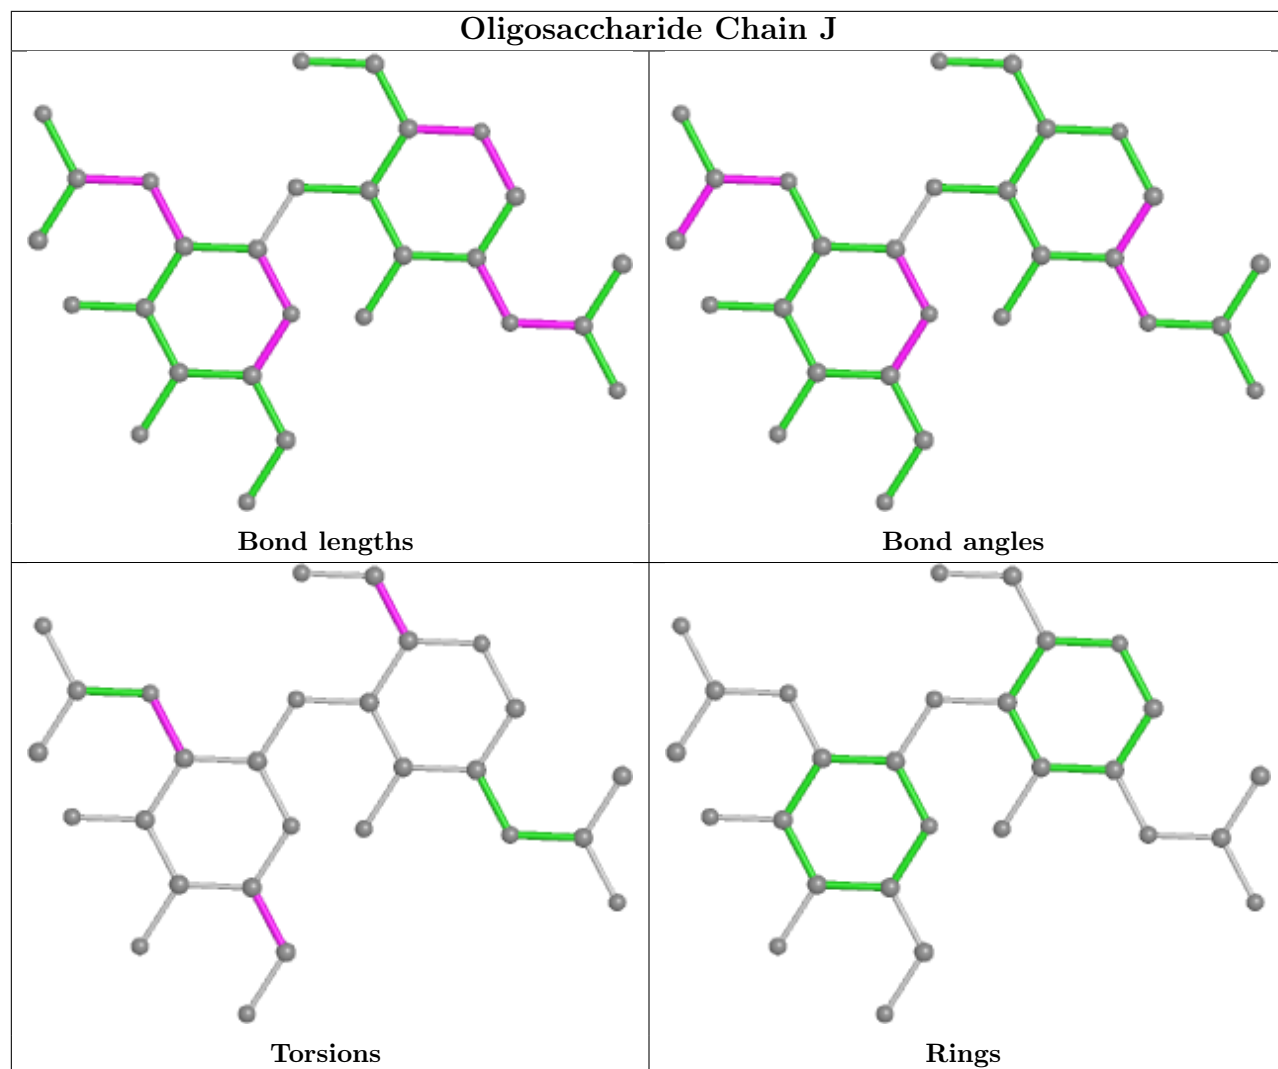 Oligosaccharide Chain J
Bond lengths
Bond angles
Torsions
Rings